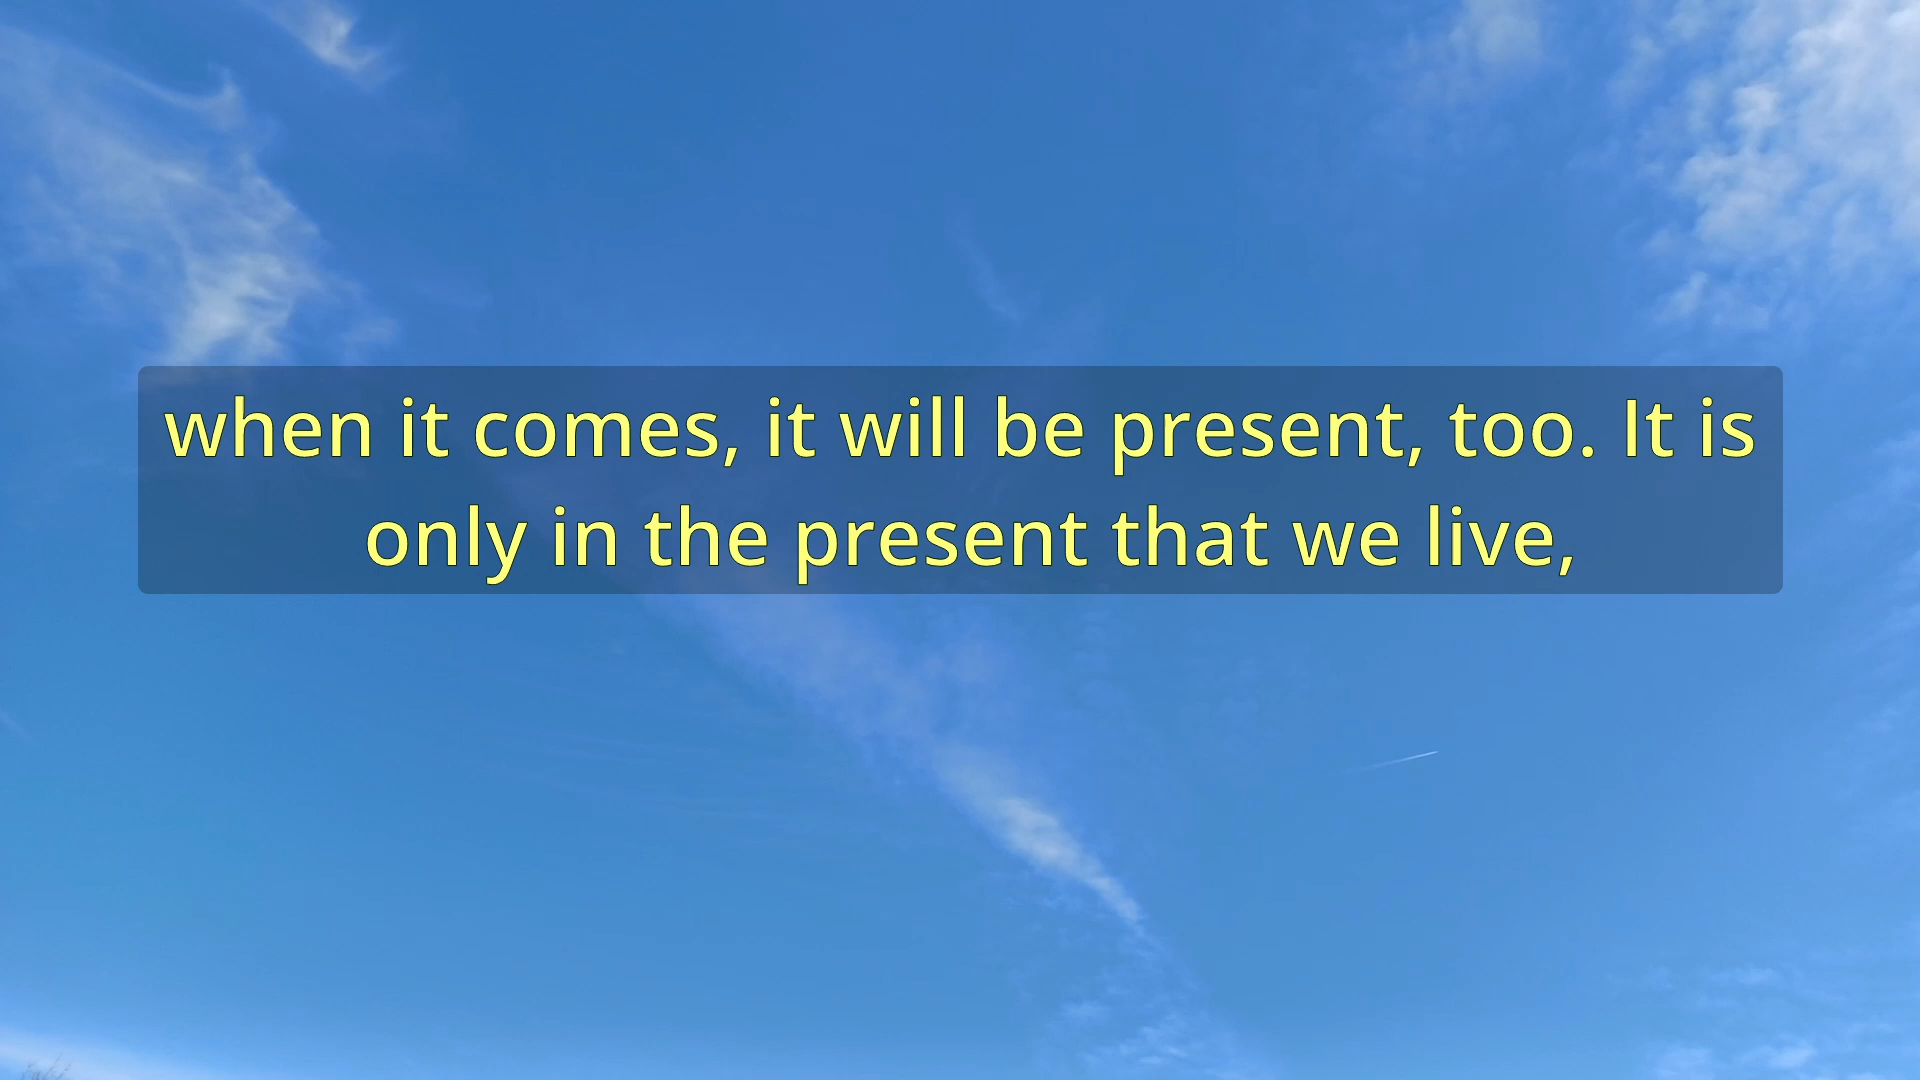 when it comes, it will be present, too. It is
only in the present that we live,